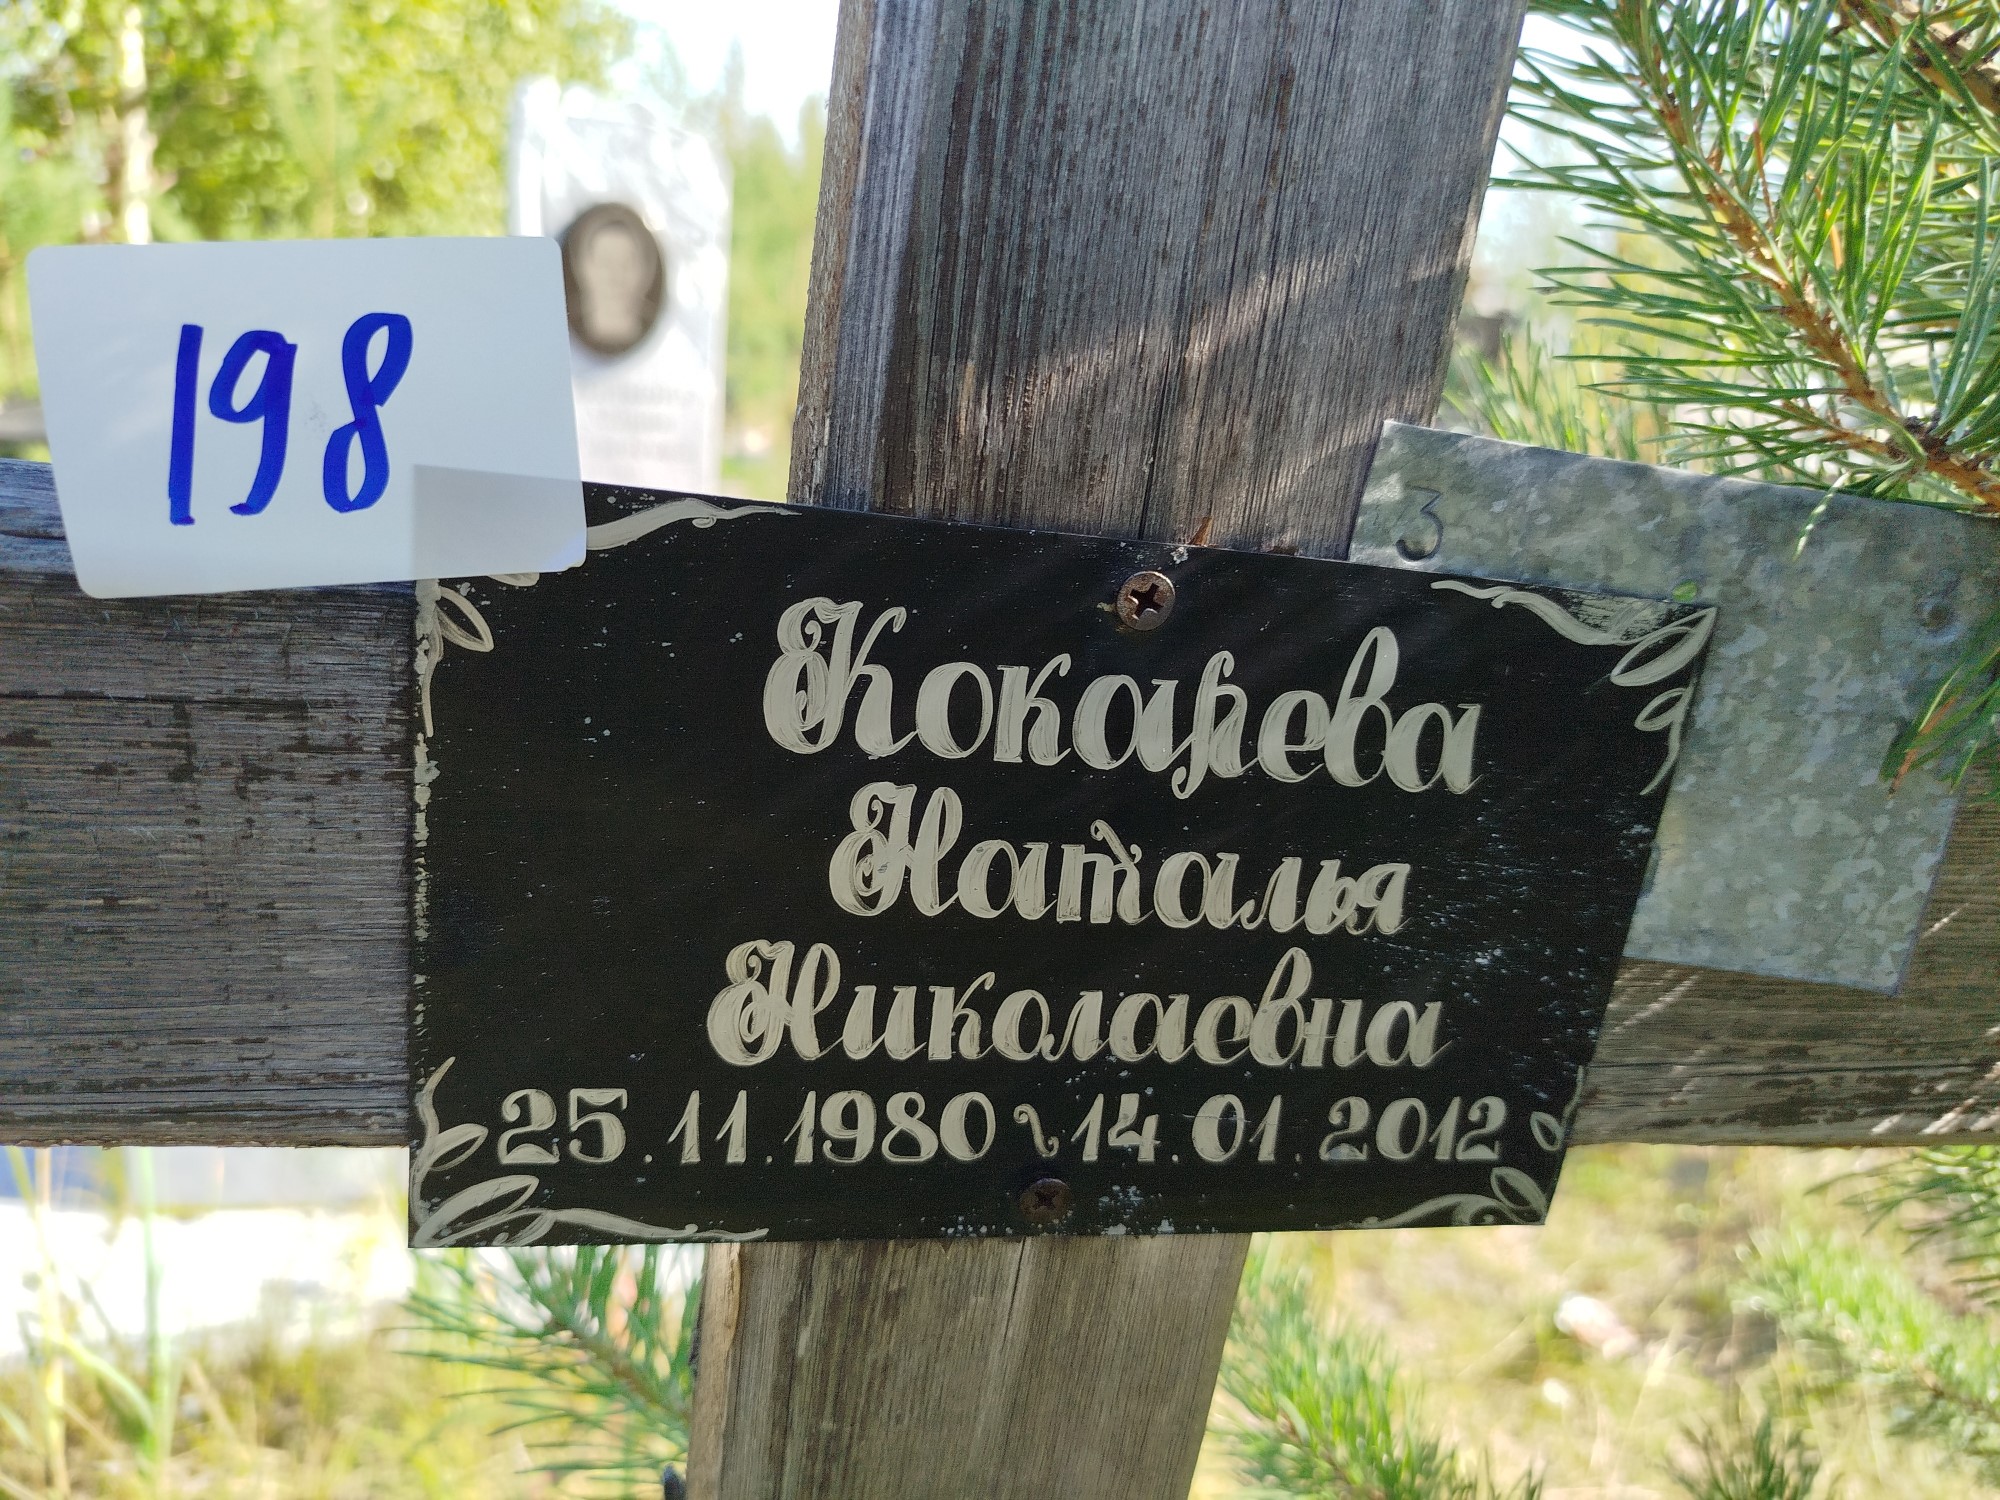 198
3
Кокарева
Наталья
Николаевна
25.11.1980 ~ 14.01.2012